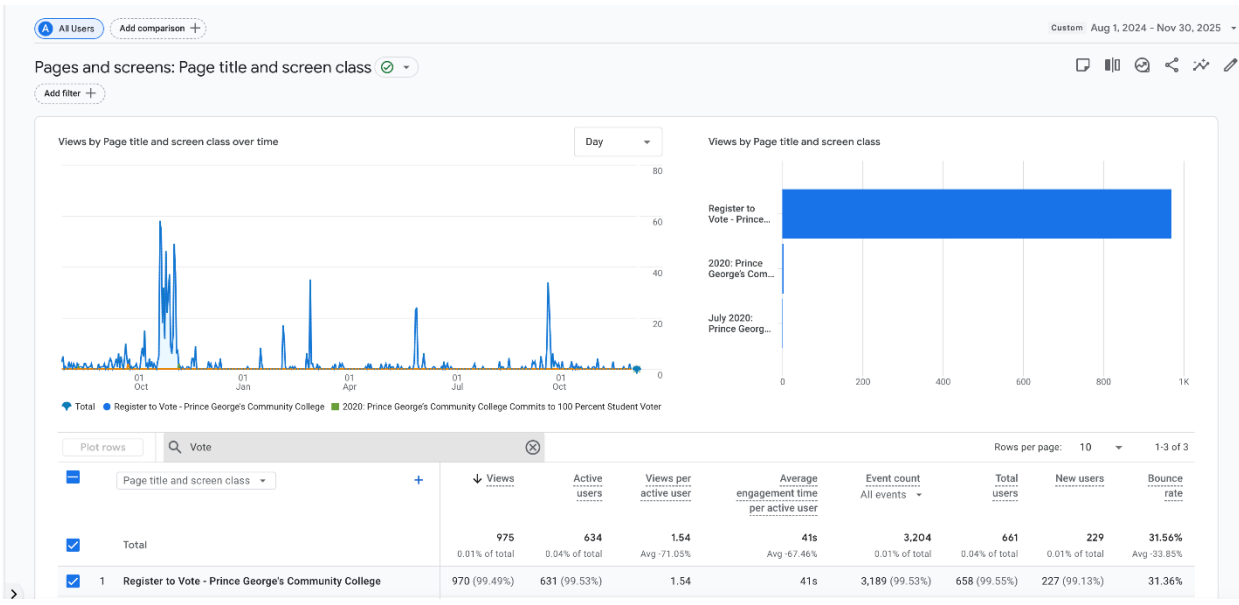 A All Users Add comparison + Custom Aug 1, 2024 - Nov 30, 2025
Pages and screens: Page title and screen class
Add filter +
Views by Page title and screen class over time
Day
80
60
40
20
0
01 Oct
01 Jan
01 Apr
01 Jul
01 Oct
Total Register to Vote - Prince George's Community College 2020: Prince George's Community College Commits to 100 Percent Student Voter
Views by Page title and screen class
Register to
Vote - Prince...
2020: Prince
George's Com...
July 2020:
Prince Georg...
0 200 400 600 800 1K
Plot rows Vote Rows per page: 10 1-3 of 3
Page title and screen class + Views Active users Views per active user Average engagement time per active user Event count All events Total users New users Bounce rate
Total 975 634 1.54 41s 3,204 661 229 31.56%
0.01% of total 0.04% of total Avg -71.05% Avg -67.46% 0.01% of total 0.04% of total 0.01% of total Avg -33.85%
1 Register to Vote - Prince George's Community College 970 (99.49%) 631 (99.53%) 1.54 41s 3,189 (99.53%) 658 (99.55%) 227 (99.13%) 31.36%